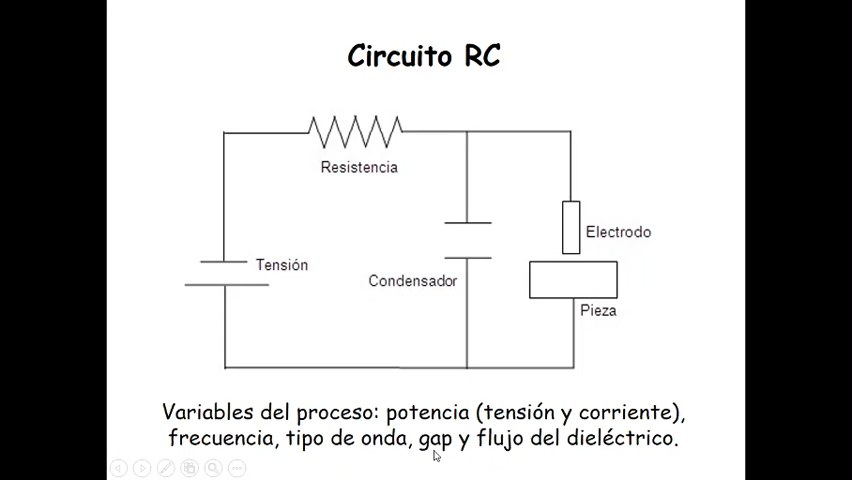 Circuito RC
Resistencia
Electrodo
Tensión
Condensador
Pieza
Variables del proceso: potencia (tensión y corriente),
frecuencia, tipo de onda, gap y flujo del dieléctrico.